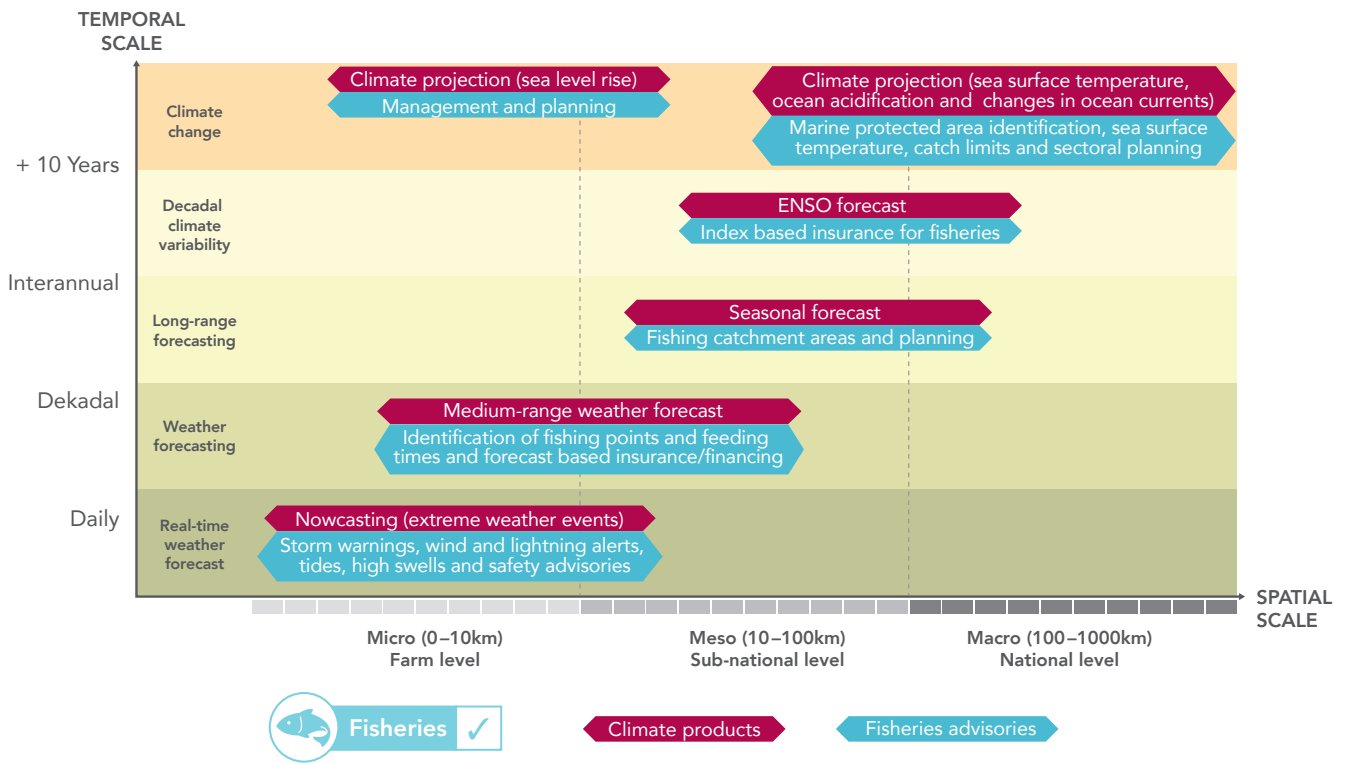 TEMPORAL
SCALE
Climate projection (sea level rise)
Management and planning
Climate projection (sea surface temperature,
ocean acidification and changes in ocean currents)
Marine protected area identification, sea surface
temperature, catch limits and sectoral planning
Climate
change
+ 10 Years
Decadal
climate
variability
ENSO forecast
Index based insurance for fisheries
Interannual
Long-range
forecasting
Seasonal forecast
Fishing catchment areas and planning
Dekadal
Weather
forecasting
Medium-range weather forecast
Identification of fishing points and feeding
times and forecast based insurance/financing
Daily
Real-time
weather
forecast
Nowcasting (extreme weather events)
Storm warnings, wind and lightning alerts,
tides, high swells and safety advisories
SPATIAL
SCALE
Micro (0–10km)
Farm level
Meso (10–100km)
Sub-national level
Macro (100–1000km)
National level
Fisheries ✓
Climate products
Fisheries advisories